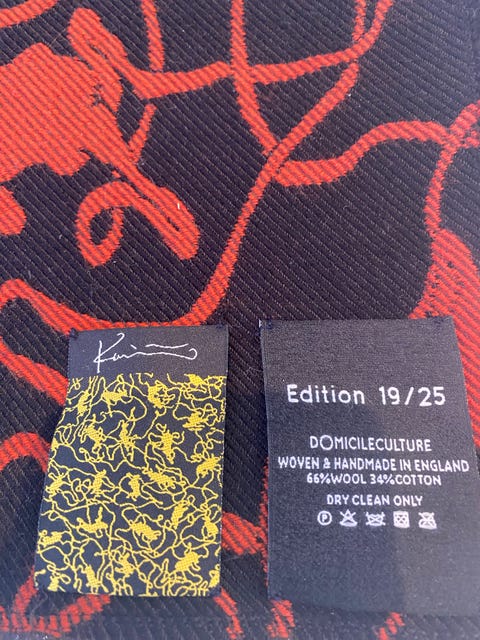 Edition 19/25
DOMICILECULTURE
WOVEN & HANDMADE IN ENGLAND
66%WOOL 34%COTTON
DRY CLEAN ONLY